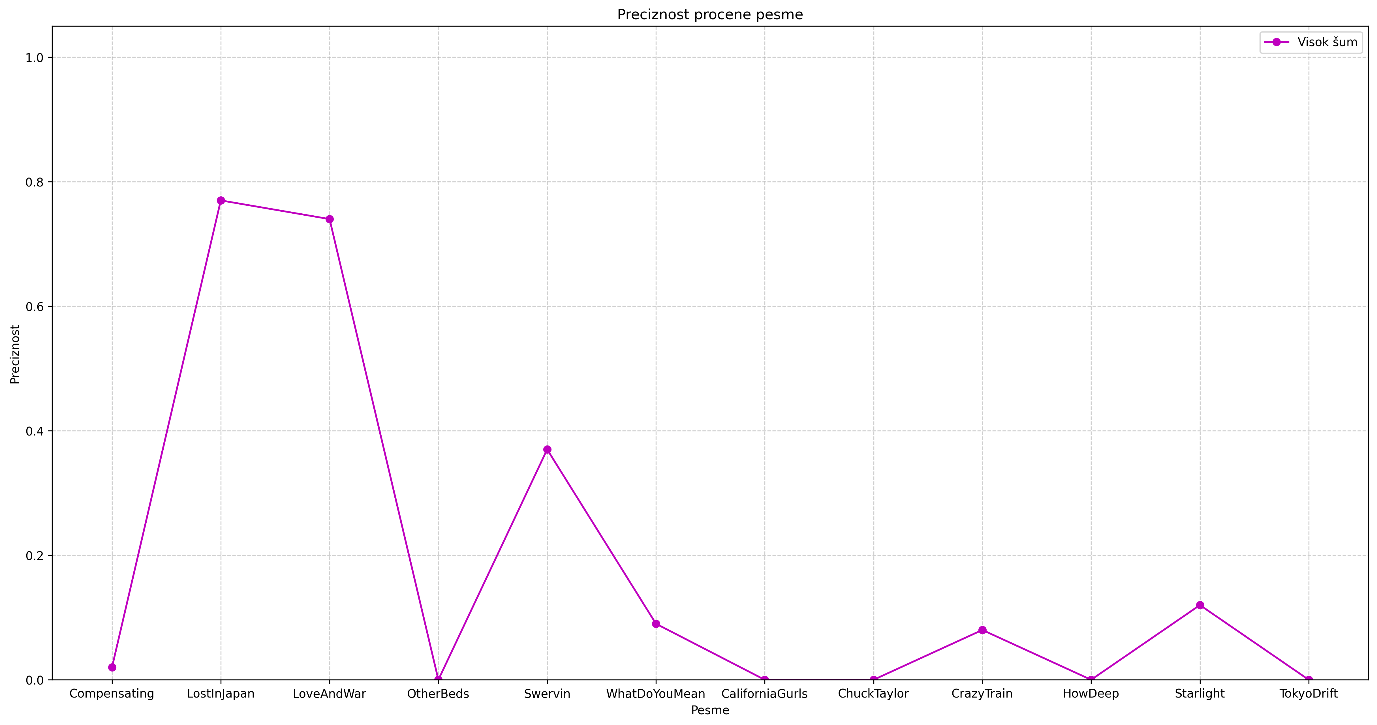 Preciznost procene pesme
Visok šum
Preciznost
1.0
0.8
0.6
0.4
0.2
0.0
Compensating LostInJapan LoveAndWar OtherBeds Swervin WhatDoYouMean CaliforniaGurls ChuckTaylor CrazyTrain HowDeep Starlight TokyoDrift
Pesme